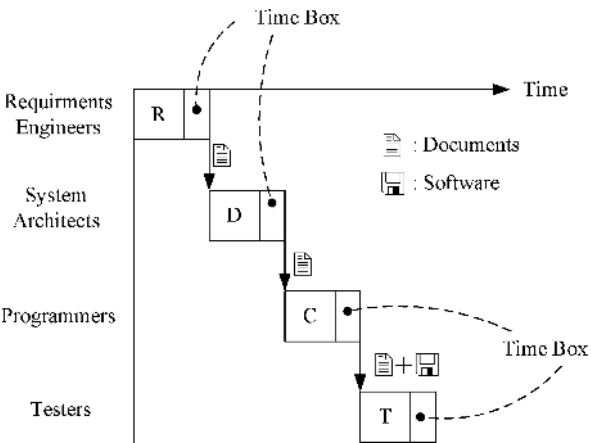 Time Box
Time
Requirments
Engineers
R
: Documents
: Software
System
Architects
D
Programmers
C
Time Box
+
Testers
T